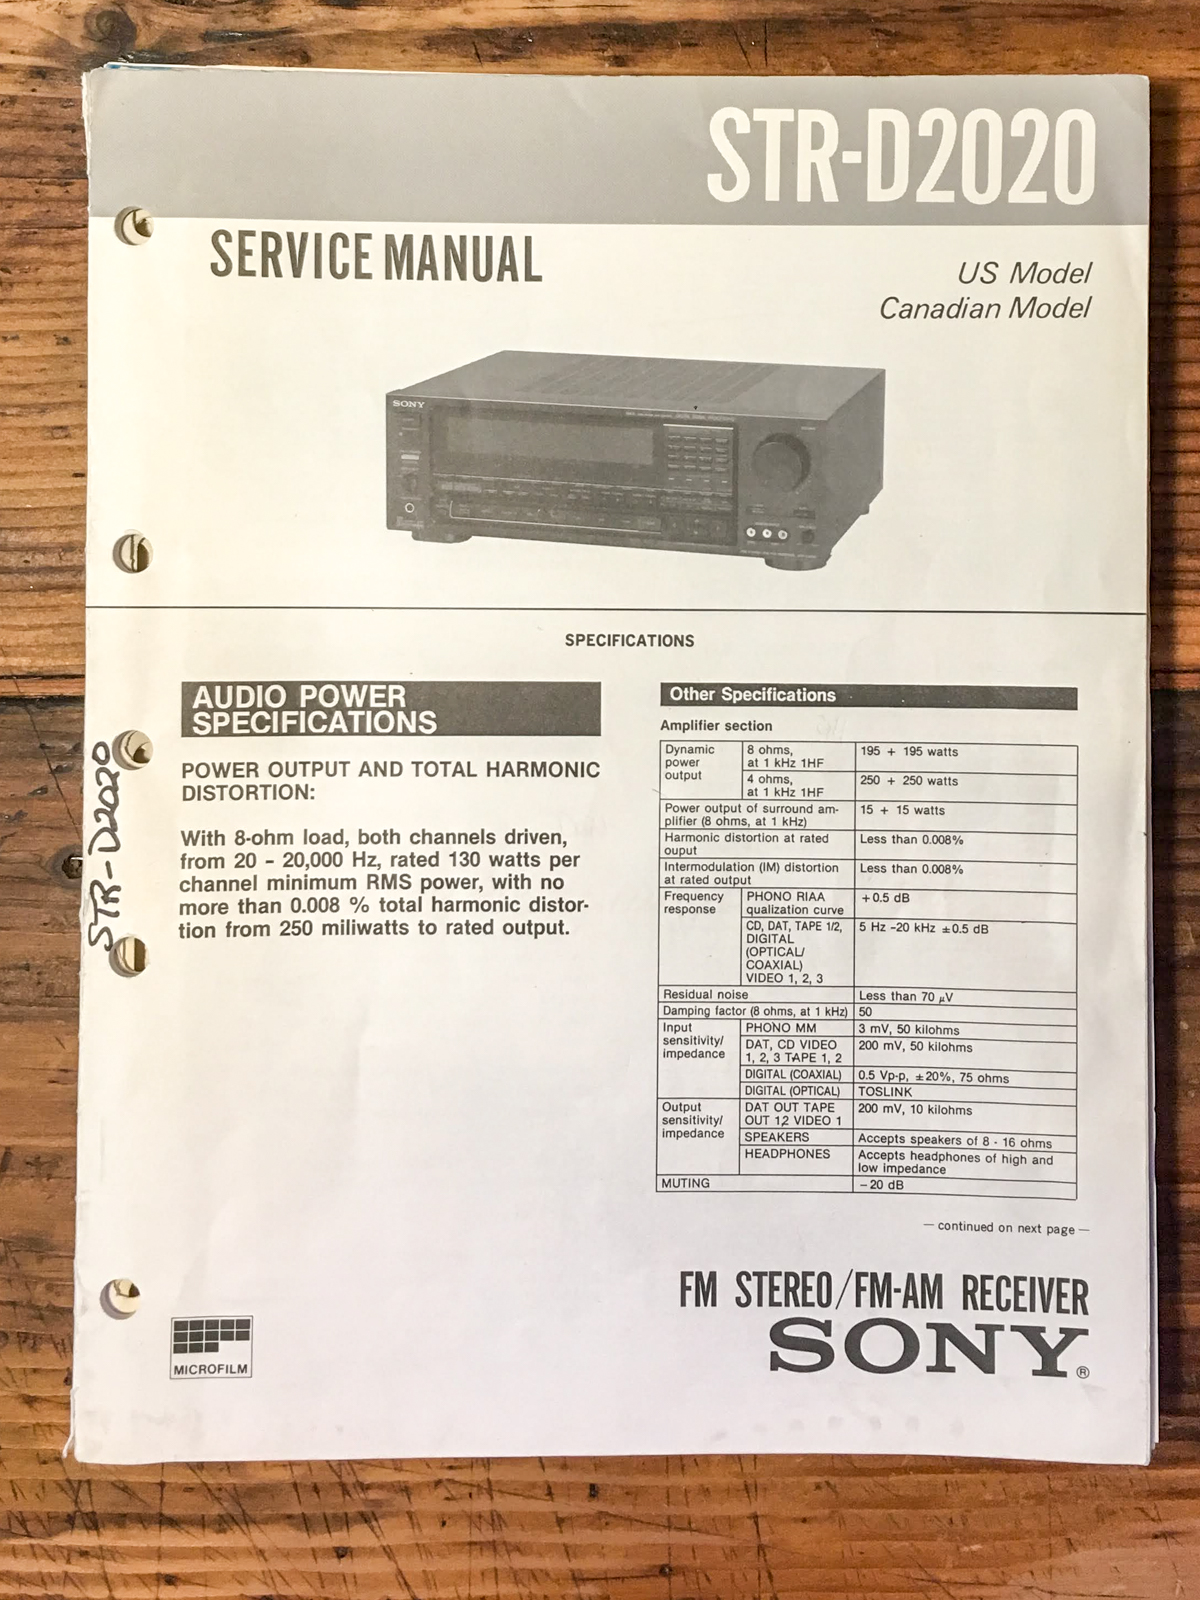 STR-D2020
SERVICE MANUAL
US Model
Canadian Model
SONY
SPECIFICATIONS
AUDIO POWER
SPECIFICATIONS
POWER OUTPUT AND TOTAL HARMONIC
DISTORTION:
With 8-ohm load, both channels driven,
from 20 – 20,000 Hz, rated 130 watts per
channel minimum RMS power, with no
more than 0.008 % total harmonic distor-
tion from 250 miliwatts to rated output.
STR-D2020
Other Specifications
Amplifier section
Dynamic
power
output
8 ohms,
at 1 kHz 1HF
195 + 195 watts
4 ohms,
at 1 kHz 1HF
250 + 250 watts
Power output of surround am-
plifier (8 ohms, at 1 kHz)
15 + 15 watts
Harmonic distortion at rated
ouput
Less than 0.008%
Intermodulation (IM) distortion
at rated output
Less than 0.008%
Frequency
response
PHONO RIAA
qualization curve
+0.5 dB
CD, DAT, TAPE 1/2,
DIGITAL
(OPTICAL/
COAXIAL)
VIDEO 1, 2, 3
5 Hz -20 kHz ±0.5 dB
Residual noise
Less than 70 μV
Damping factor (8 ohms, at 1 kHz)
50
Input
sensitivity/
impedance
PHONO MM
3 mV, 50 kilohms
DAT, CD VIDEO
1, 2, 3 TAPE 1, 2
200 mV, 50 kilohms
DIGITAL (COAXIAL)
0.5 Vp-p, ±20%, 75 ohms
DIGITAL (OPTICAL)
TOSLINK
Output
sensitivity/
impedance
DAT OUT TAPE
OUT 12 VIDEO 1
200 mV, 10 kilohms
SPEAKERS
Accepts speakers of 8 - 16 ohms
HEADPHONES
Accepts headphones of high and
low impedance
MUTING
– 20 dB
— continued on next page —
FM STEREO/FM-AM RECEIVER
SONY®
MICROFILM